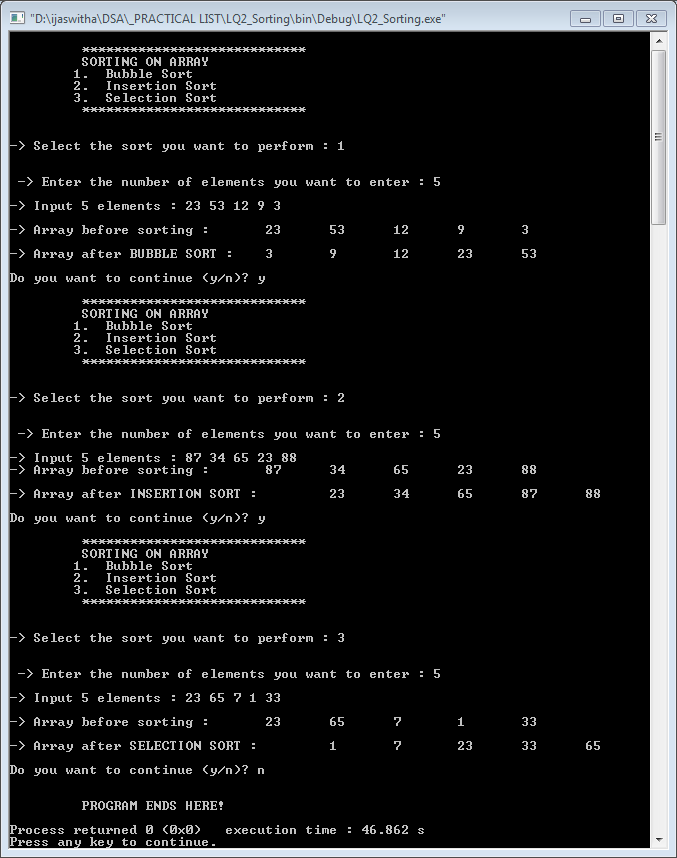 "D:\ijaswitha\DSA\_PRACTICAL LIST\LQ2_Sorting\bin\Debug\LQ2_Sorting.exe"
****************************
SORTING ON ARRAY
1. Bubble Sort
2. Insertion Sort
3. Selection Sort
****************************
-> Select the sort you want to perform : 1
-> Enter the number of elements you want to enter : 5
-> Input 5 elements : 23 53 12 9 3
-> Array before sorting : 23 53 12 9 3
-> Array after BUBBLE SORT : 3 9 12 23 53
Do you want to continue (y/n)? y
****************************
SORTING ON ARRAY
1. Bubble Sort
2. Insertion Sort
3. Selection Sort
****************************
-> Select the sort you want to perform : 2
-> Enter the number of elements you want to enter : 5
-> Input 5 elements : 87 34 65 23 88
-> Array before sorting : 87 34 65 23 88
-> Array after INSERTION SORT : 23 34 65 87 88
Do you want to continue (y/n)? y
****************************
SORTING ON ARRAY
1. Bubble Sort
2. Insertion Sort
3. Selection Sort
****************************
-> Select the sort you want to perform : 3
-> Enter the number of elements you want to enter : 5
-> Input 5 elements : 23 65 7 1 33
-> Array before sorting : 23 65 7 1 33
-> Array after SELECTION SORT : 1 7 23 33 65
Do you want to continue (y/n)? n
PROGRAM ENDS HERE!
Process returned 0 (0x0) execution time : 46.862 s
Press any key to continue.